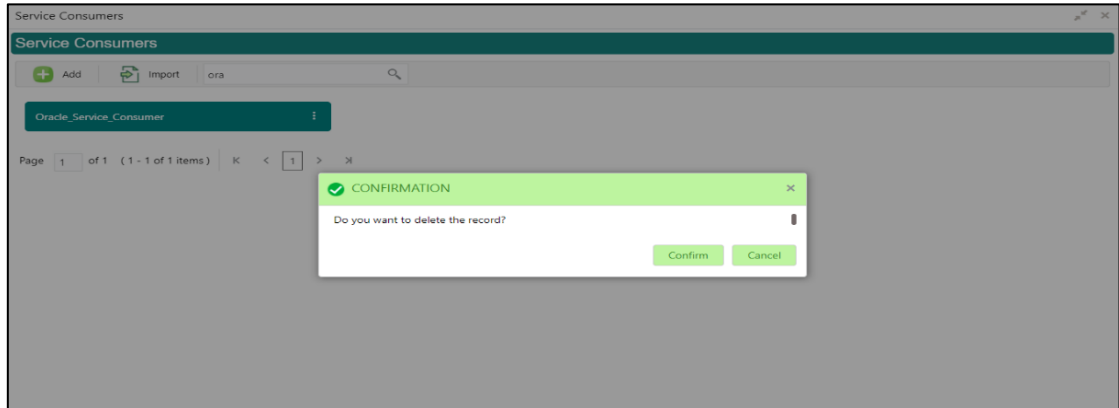 Service Consumers
Service Consumers
Add Import ora
Oracle_Service_Consumer
Page 1 of 1 (1 - 1 of 1 items) K < 1 > >|
CONFIRMATION
Do you want to delete the record?
Confirm Cancel